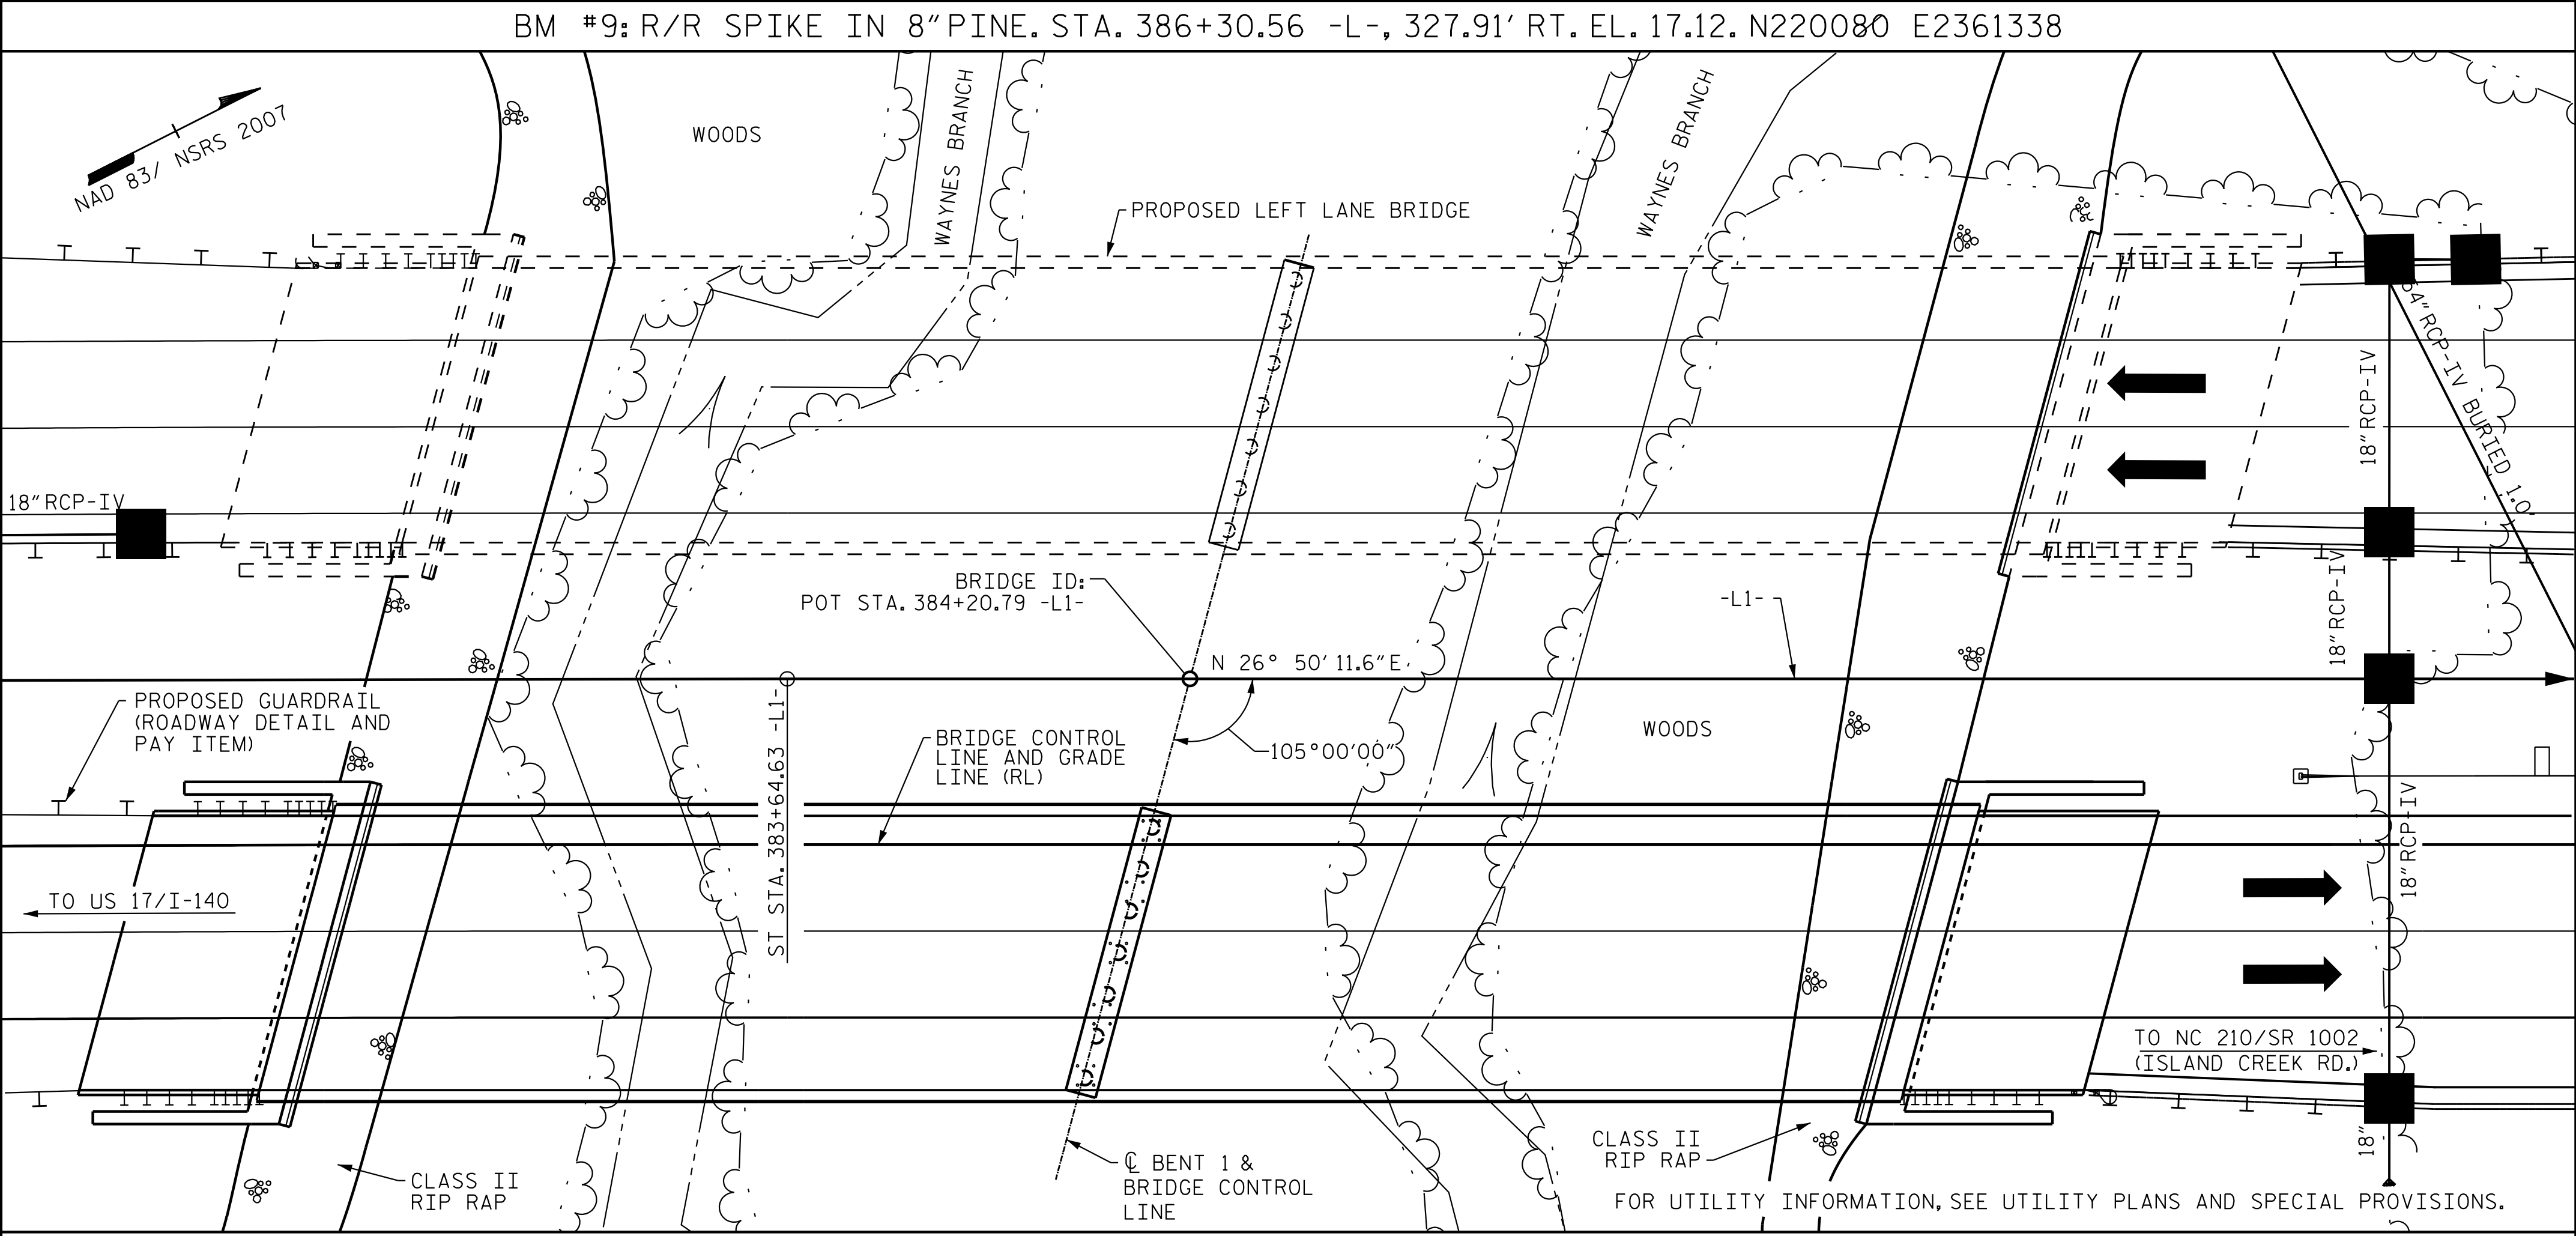 BM #9: R/R SPIKE IN 8" PINE. STA. 386+30.56 -L-, 327.91' RT. EL. 17.12. N220080 E2361338
NAD 83/ NSRS 2007
WOODS
WAYNES BRANCH
WAYNES BRANCH
PROPOSED LEFT LANE BRIDGE
54" RCP-IV BURIED 1.0'
18" RCP-IV
18" RCP-IV
18" RCP-IV
BRIDGE ID:
POT STA. 384+20.79 -L1-
-L1-
N 26° 50' 11.6" E
105°00'00"
PROPOSED GUARDRAIL
(ROADWAY DETAIL AND
PAY ITEM)
ST STA. 383+64.63 -L1-
BRIDGE CONTROL
LINE AND GRADE
LINE (RL)
WOODS
18" RCP-IV
TO US 17/I-140
TO NC 210/SR 1002
(ISLAND CREEK RD.)
18"
CLASS II
RIP RAP
℄ BENT 1 &
BRIDGE CONTROL
LINE
CLASS II
RIP RAP
FOR UTILITY INFORMATION, SEE UTILITY PLANS AND SPECIAL PROVISIONS.